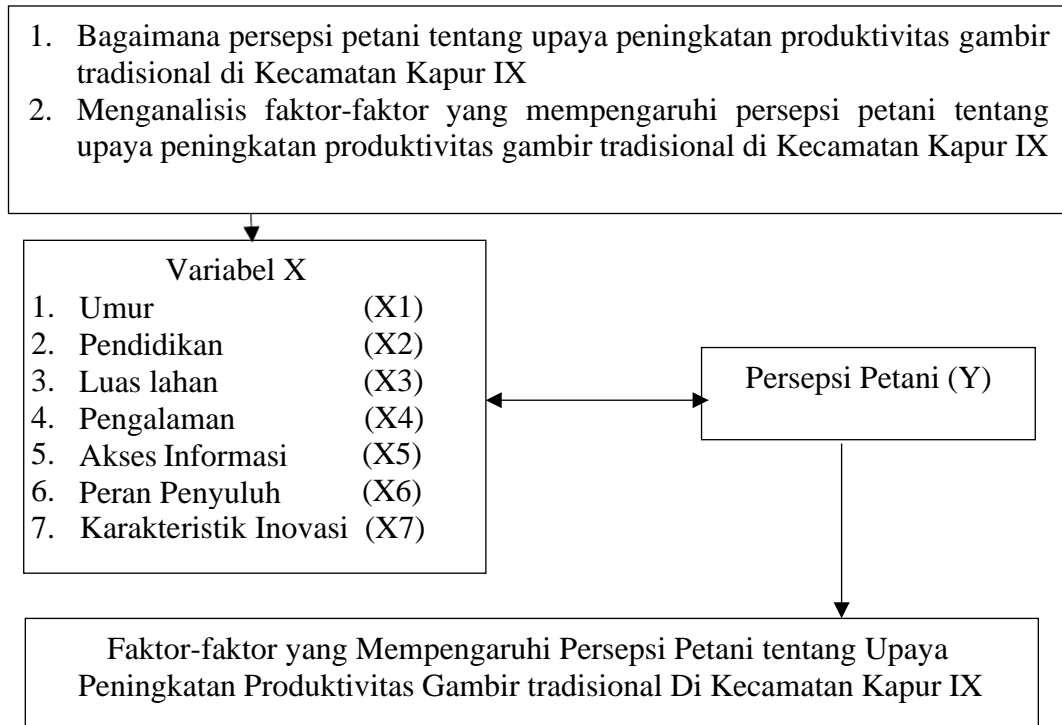 1. Bagaimana persepsi petani tentang upaya peningkatan produktivitas gambir
tradisional di Kecamatan Kapur IX
2. Menganalisis faktor-faktor yang mempengaruhi persepsi petani tentang
upaya peningkatan produktivitas gambir tradisional di Kecamatan Kapur IX
Variabel X
1. Umur (X1)
2. Pendidikan (X2)
3. Luas lahan (X3)
4. Pengalaman (X4)
5. Akses Informasi (X5)
6. Peran Penyuluh (X6)
7. Karakteristik Inovasi (X7)
Persepsi Petani (Y)
Faktor-faktor yang Mempengaruhi Persepsi Petani tentang Upaya
Peningkatan Produktivitas Gambir tradisional Di Kecamatan Kapur IX